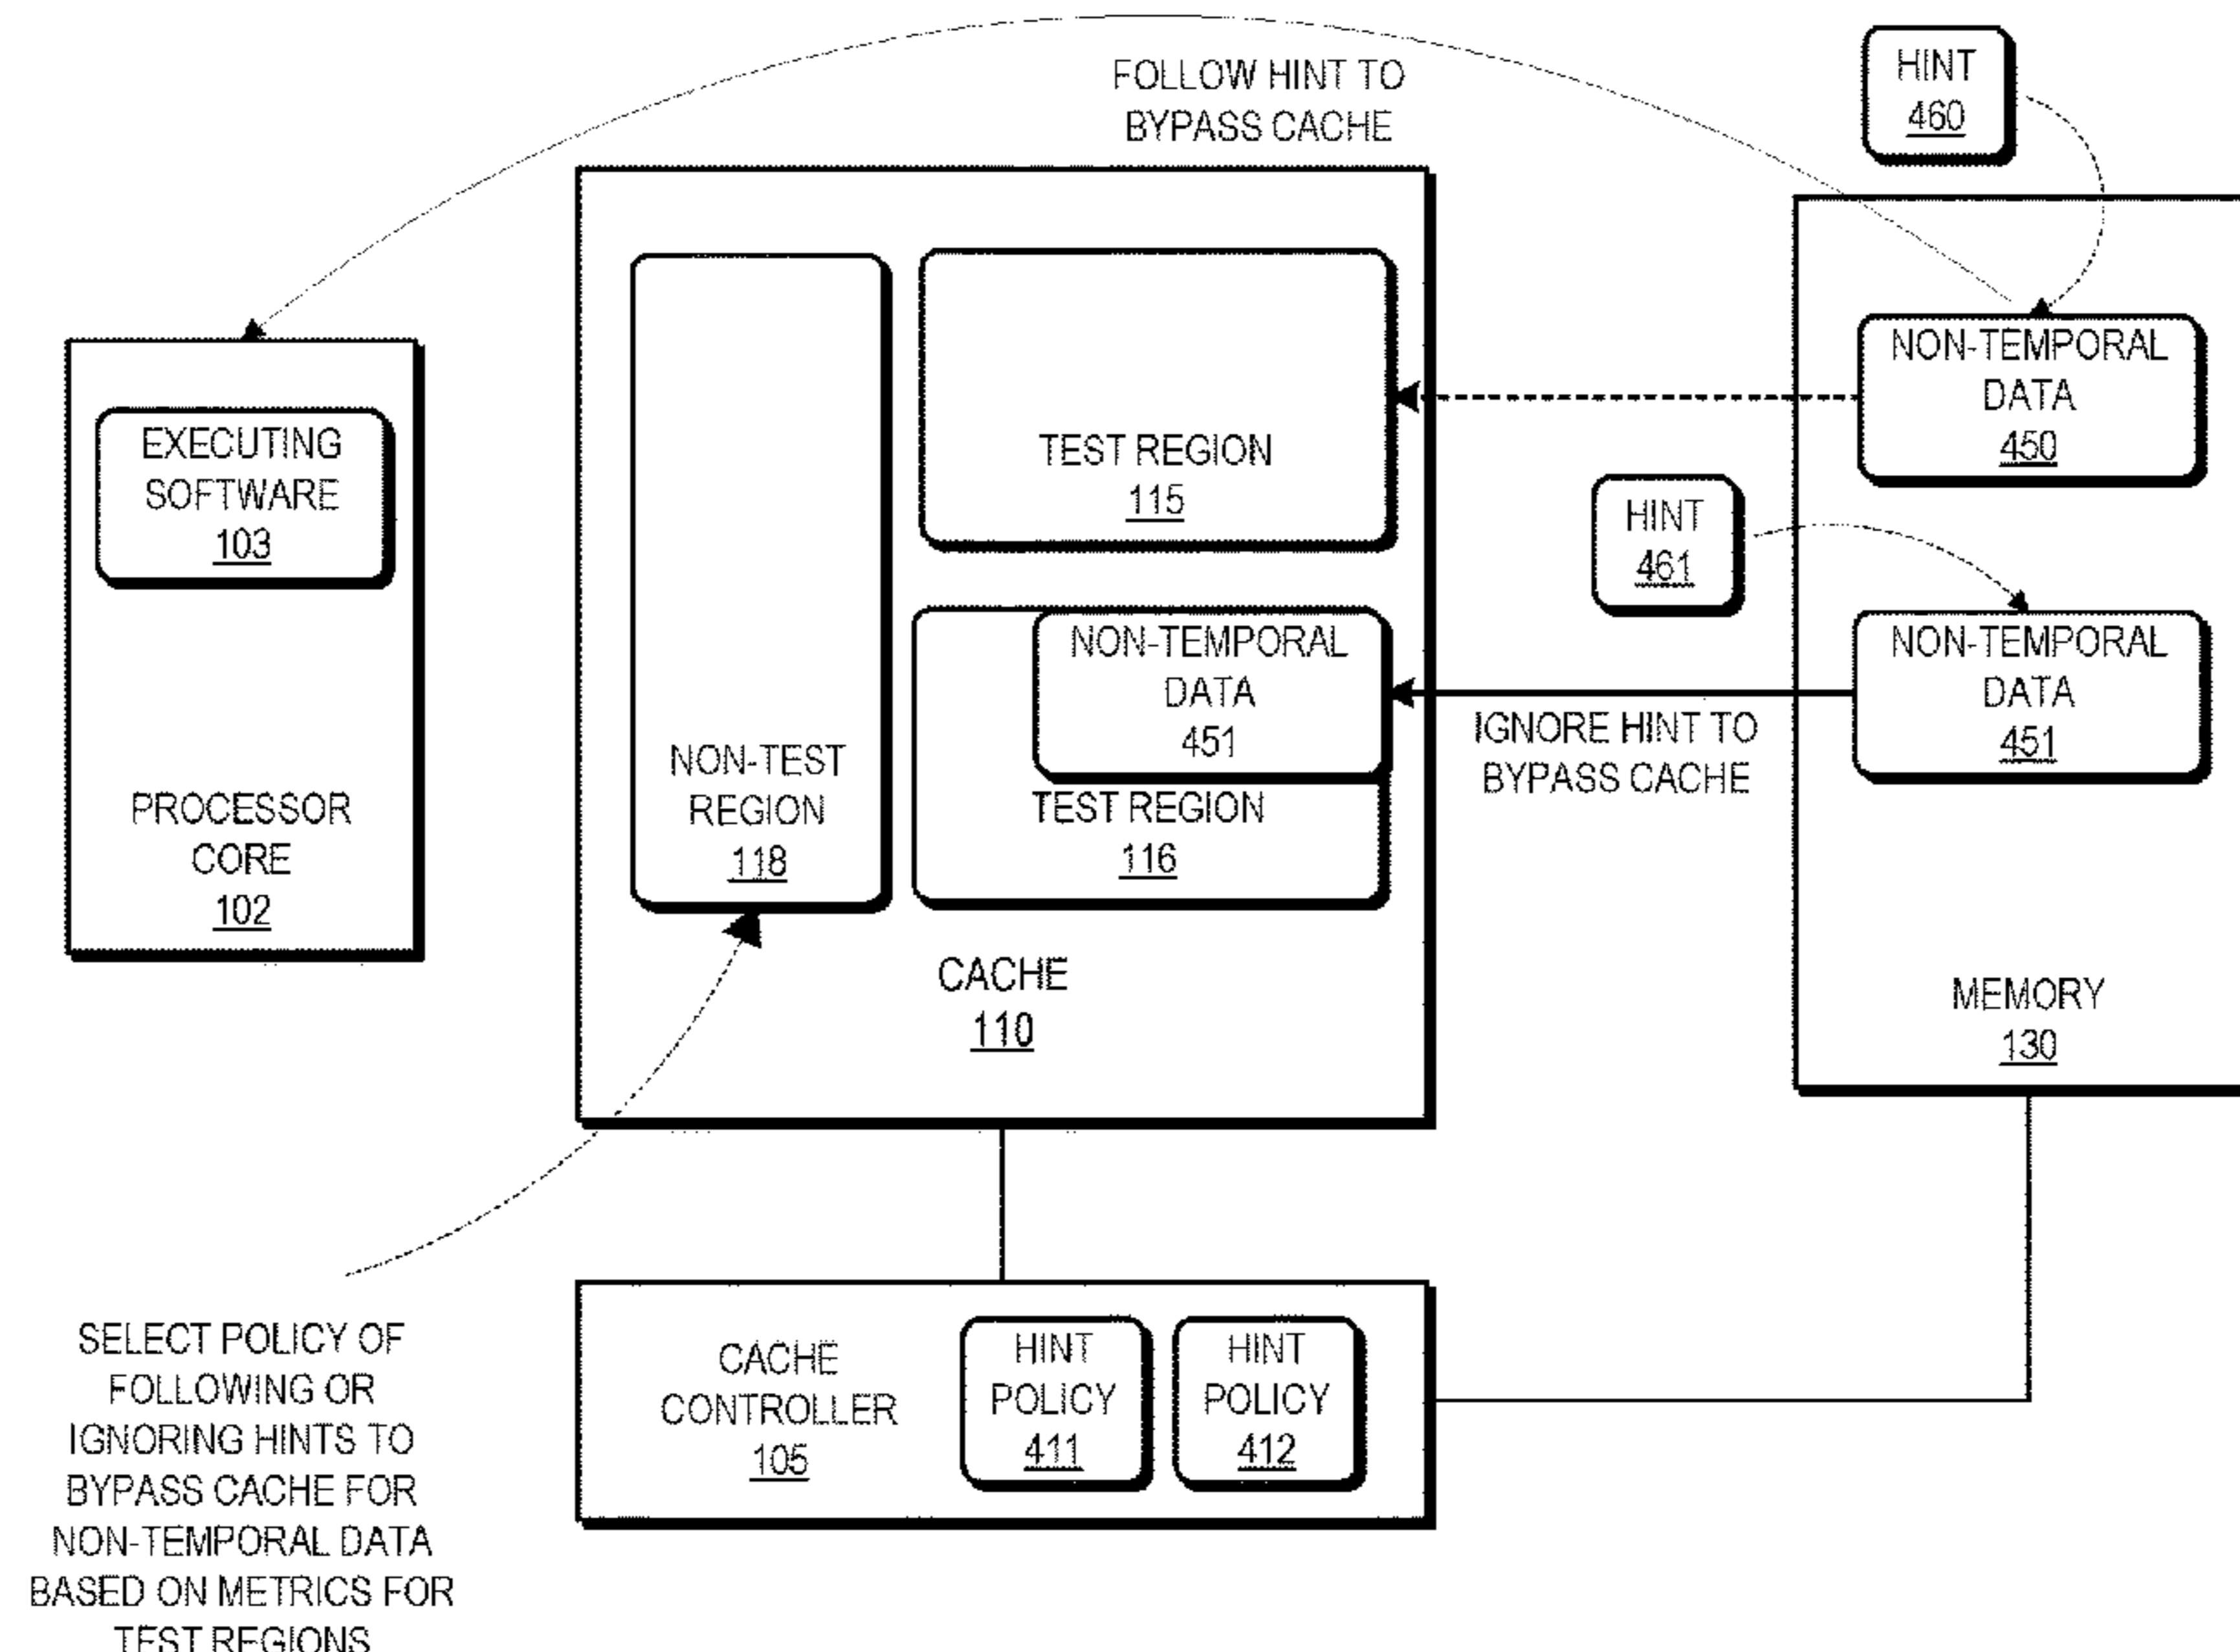 FOLLOW HINT TO
BYPASS CACHE
HINT
460
EXECUTING
SOFTWARE
103
PROCESSOR
CORE
102
NON-TEST
REGION
118
TEST REGION
115
NON-TEMPORAL
DATA
451
TEST REGION
116
CACHE
110
HINT
461
IGNORE HINT TO
BYPASS CACHE
NON-TEMPORAL
DATA
450
NON-TEMPORAL
DATA
451
MEMORY
130
SELECT POLICY OF
FOLLOWING OR
IGNORING HINTS TO
BYPASS CACHE FOR
NON-TEMPORAL DATA
BASED ON METRICS FOR
TEST REGIONS
CACHE
CONTROLLER
105
HINT
POLICY
411
HINT
POLICY
412